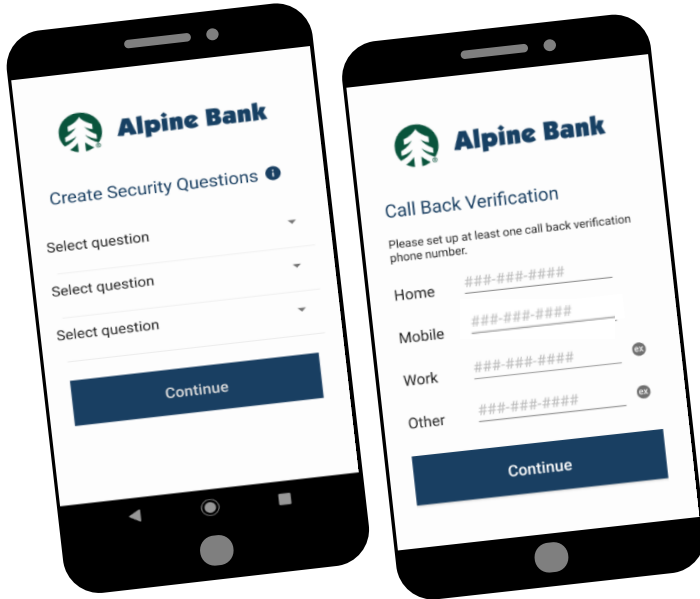 Alpine Bank
Create Security Questions i
Select question
Select question
Select question
Continue
Alpine Bank
Call Back Verification
Please set up at least one call back verification
phone number.
Home ###-###-####
Mobile ###-###-####
Work ###-###-#### ex
Other ###-###-#### ex
Continue